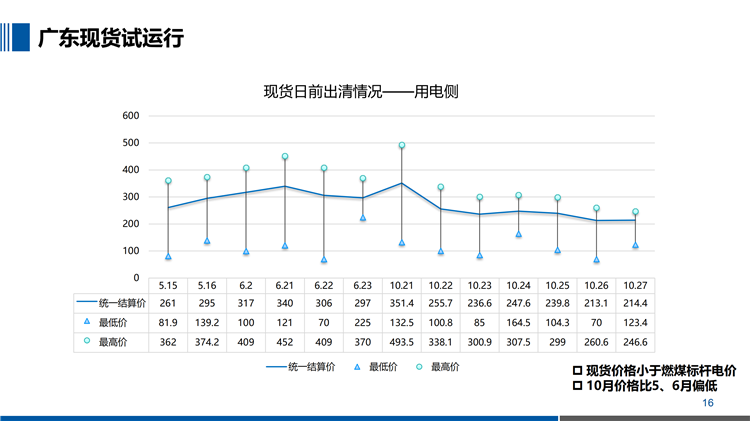 广东现货试运行
现货日前出清情况——用电侧
600
500
400
300
200
100
0
5.15 5.16 6.2 6.21 6.22 6.23 10.21 10.22 10.23 10.24 10.25 10.26 10.27
统一结算价 261 295 317 340 306 297 351.4 255.7 236.6 247.6 239.8 213.1 214.4
最低价 81.9 139.2 100 121 70 225 132.5 100.8 85 164.5 104.3 70 123.4
最高价 362 374.2 409 452 409 370 493.5 338.1 300.9 307.5 299 260.6 246.6
统一结算价 最低价 最高价
现货价格小于燃煤标杆电价
10月价格比5、6月偏低
16